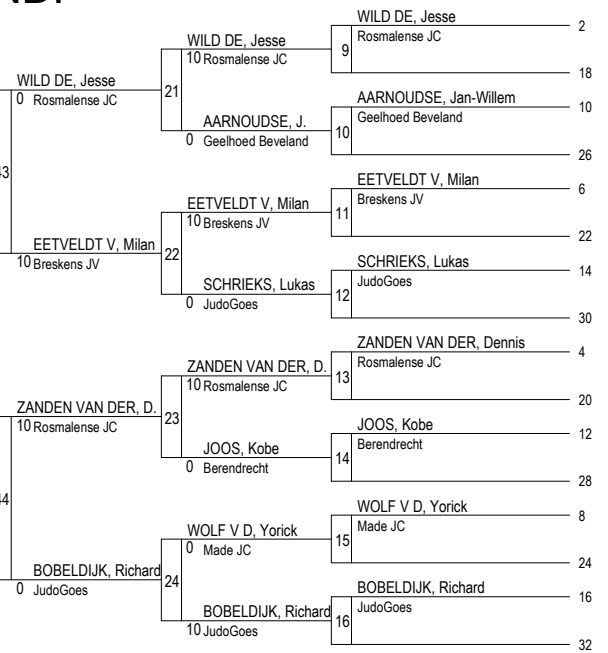 WILD DE, Jesse
2
Rosmalense JC
9
18
WILD DE, Jesse
10 Rosmalense JC
21
WILD DE, Jesse
0 Rosmalense JC
AARNOUDSE, Jan-Willem
10
Geelhoed Beveland
10
26
AARNOUDSE, J.
0 Geelhoed Beveland
EETVELDT V, Milan
6
Breskens JV
11
22
EETVELDT V, Milan
10 Breskens JV
22
EETVELDT V, Milan
10 Breskens JV
SCHRIEKS, Lukas
14
JudoGoes
12
30
SCHRIEKS, Lukas
0 JudoGoes
ZANDEN VAN DER, Dennis
4
Rosmalense JC
13
20
ZANDEN VAN DER, D.
10 Rosmalense JC
23
ZANDEN VAN DER, D.
10 Rosmalense JC
JOOS, Kobe
12
Berendrecht
14
28
JOOS, Kobe
0 Berendrecht
WOLF V D, Yorick
8
Made JC
15
24
WOLF V D, Yorick
0 Made JC
24
BOBELDIJK, Richard
0 JudoGoes
BOBELDIJK, Richard
16
JudoGoes
16
32
BOBELDIJK, Richard
10 JudoGoes